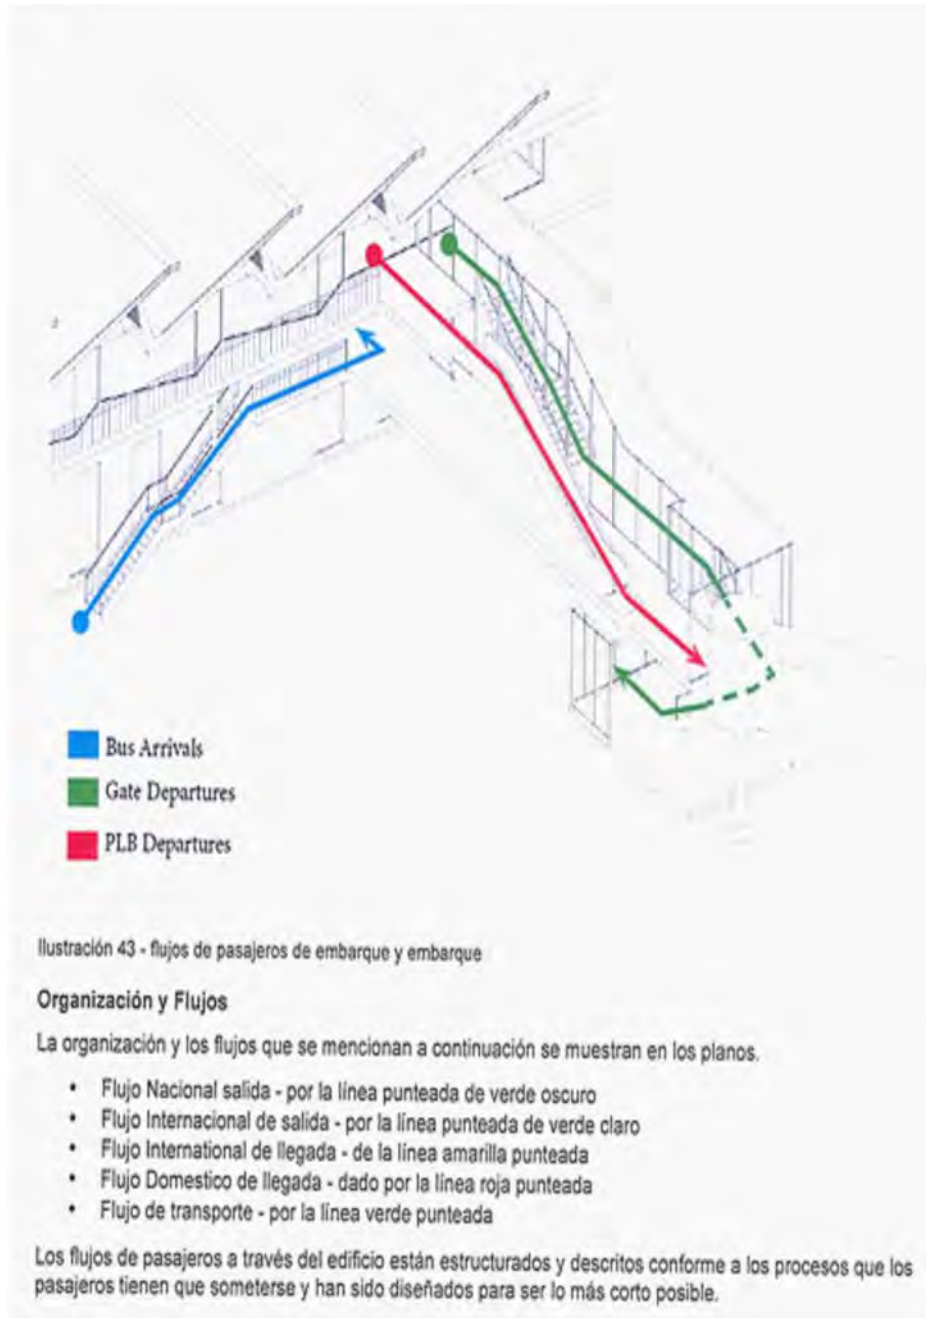 Bus Arrivals
Gate Departures
PLB Departures
Ilustración 43 - flujos de pasajeros de embarque y embarque
Organización y Flujos
La organización y los flujos que se mencionan a continuación se muestran en los planos.
• Flujo Nacional salida - por la línea punteada de verde oscuro
• Flujo Internacional de salida - por la línea punteada de verde claro
• Flujo International de llegada - de la línea amarilla punteada
• Flujo Domestico de llegada - dado por la línea roja punteada
• Flujo de transporte - por la línea verde punteada
Los flujos de pasajeros a través del edificio están estructurados y descritos conforme a los procesos que los
pasajeros tienen que someterse y han sido diseñados para ser lo más corto posible.